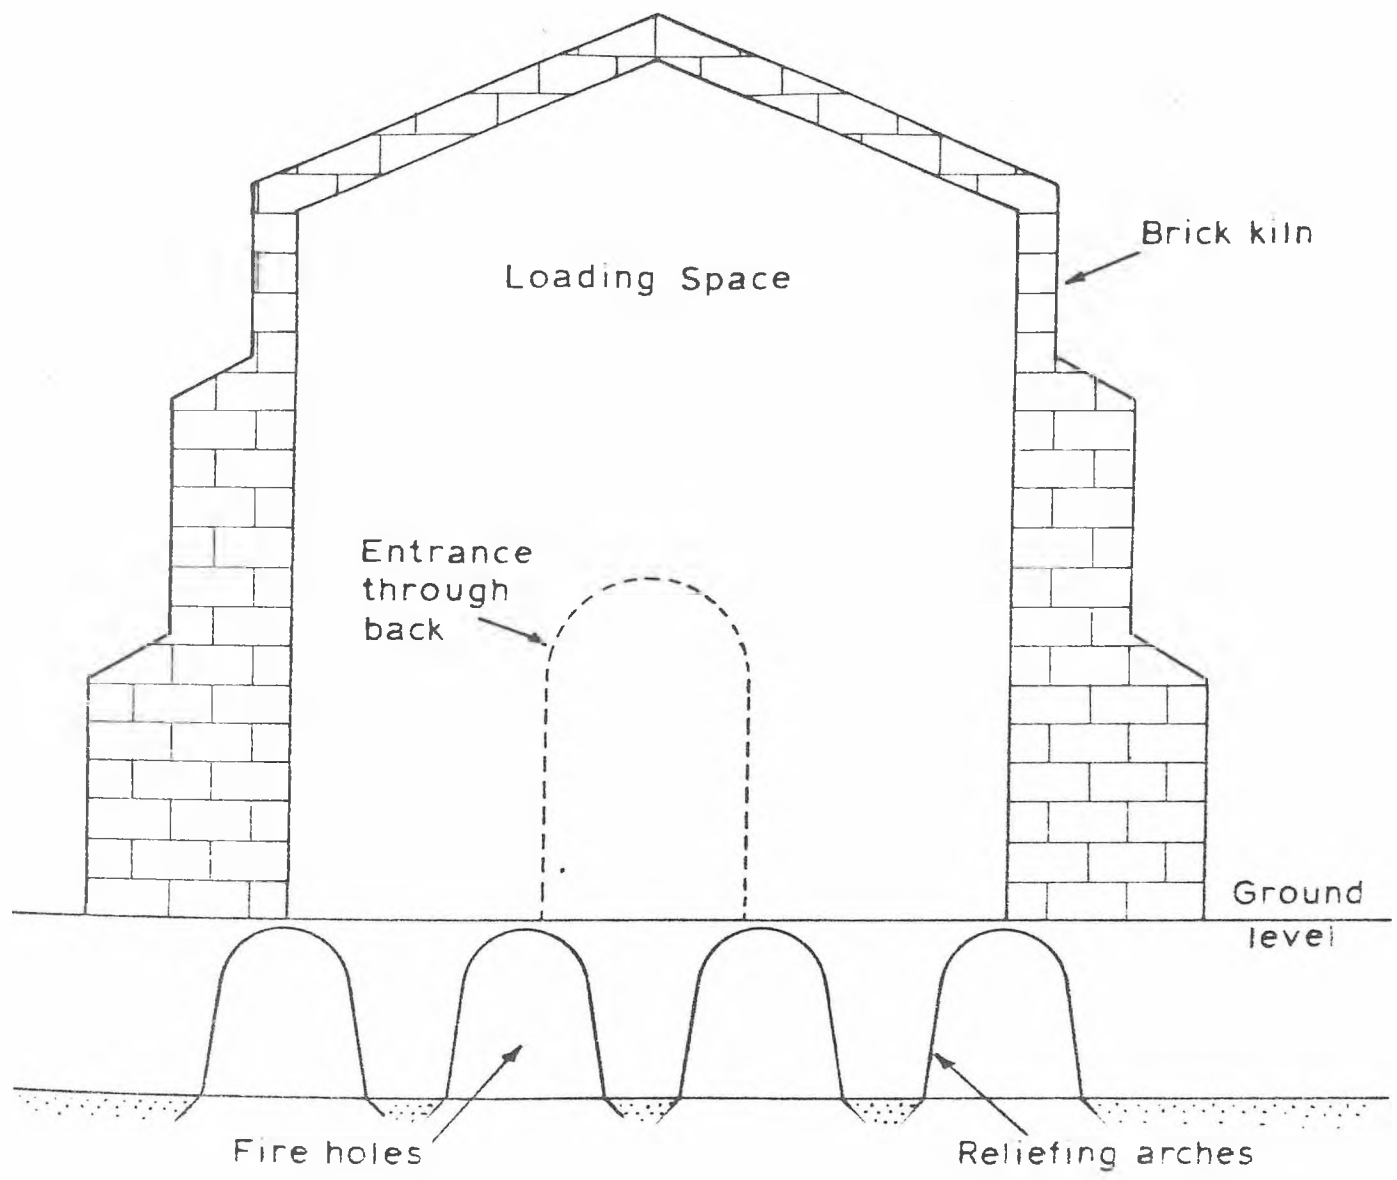 Brick kiln
Loading Space
Entrance
through
back
Ground
level
Fire holes
Reliefing arches